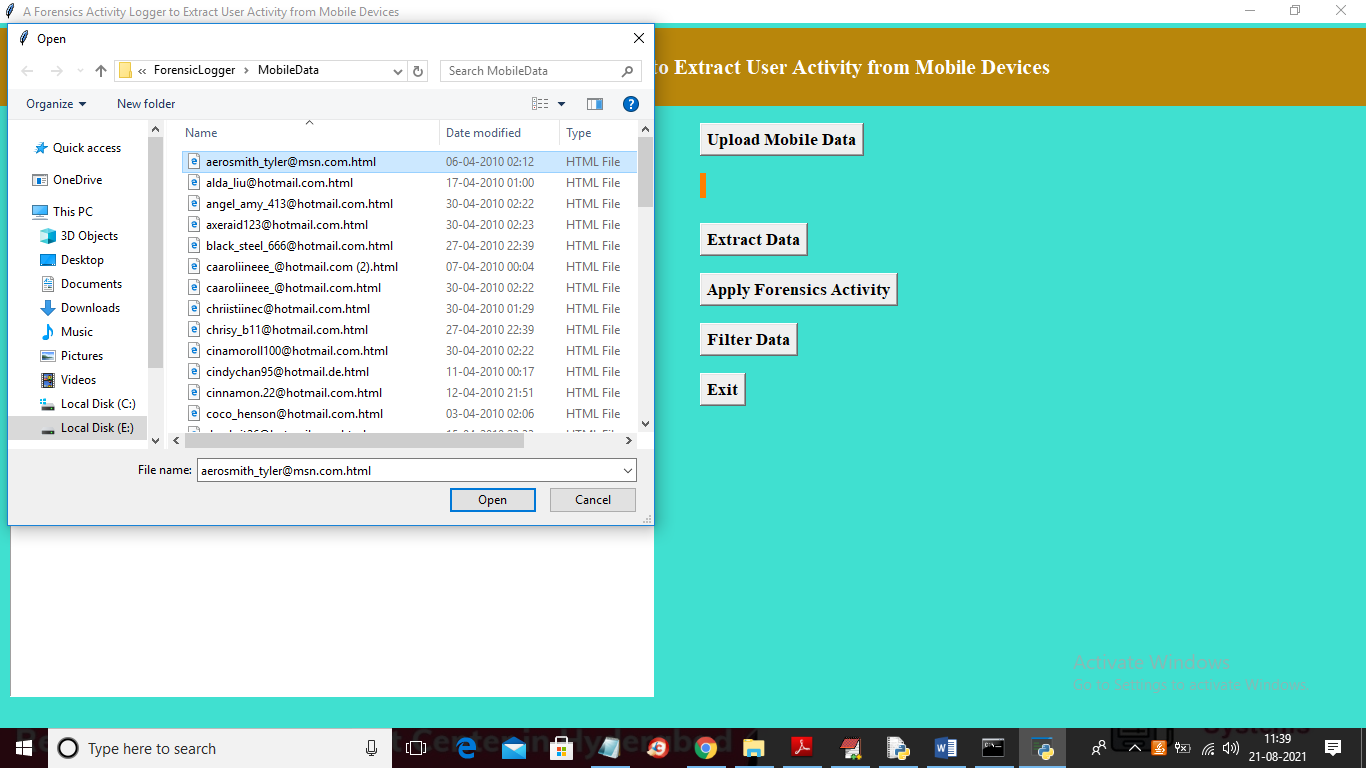 A Forensics Activity Logger to Extract User Activity from Mobile Devices
Open
« ForensicLogger > MobileData
Search MobileData
to Extract User Activity from Mobile Devices
Organize
New folder
Name
Date modified
Type
Quick access
OneDrive
This PC
3D Objects
Desktop
Documents
Downloads
Music
Pictures
Videos
Local Disk (C:)
Local Disk (E:)
aerosmith_tyler@msn.com.html 06-04-2010 02:12 HTML File
alda_liu@hotmail.com.html 17-04-2010 01:00 HTML File
angel_amy_413@hotmail.com.html 30-04-2010 02:22 HTML File
axeraid123@hotmail.com.html 30-04-2010 02:23 HTML File
black_steel_666@hotmail.com.html 27-04-2010 22:39 HTML File
caaroliineee_@hotmail.com (2).html 07-04-2010 00:04 HTML File
caaroliineee_@hotmail.com.html 30-04-2010 02:22 HTML File
chriistiinec@hotmail.com.html 30-04-2010 01:29 HTML File
chrisy_b11@hotmail.com.html 27-04-2010 22:39 HTML File
cinamoroll100@hotmail.com.html 30-04-2010 02:22 HTML File
cindychan95@hotmail.de.html 11-04-2010 00:17 HTML File
cinnamon.22@hotmail.com.html 12-04-2010 21:51 HTML File
coco_henson@hotmail.com.html 03-04-2010 02:06 HTML File
File name: aerosmith_tyler@msn.com.html
Open
Cancel
Upload Mobile Data
Extract Data
Apply Forensics Activity
Filter Data
Exit
Activate Windows
Go to Settings to activate Windows.
Type here to search
Systems
11:39
21-08-2021